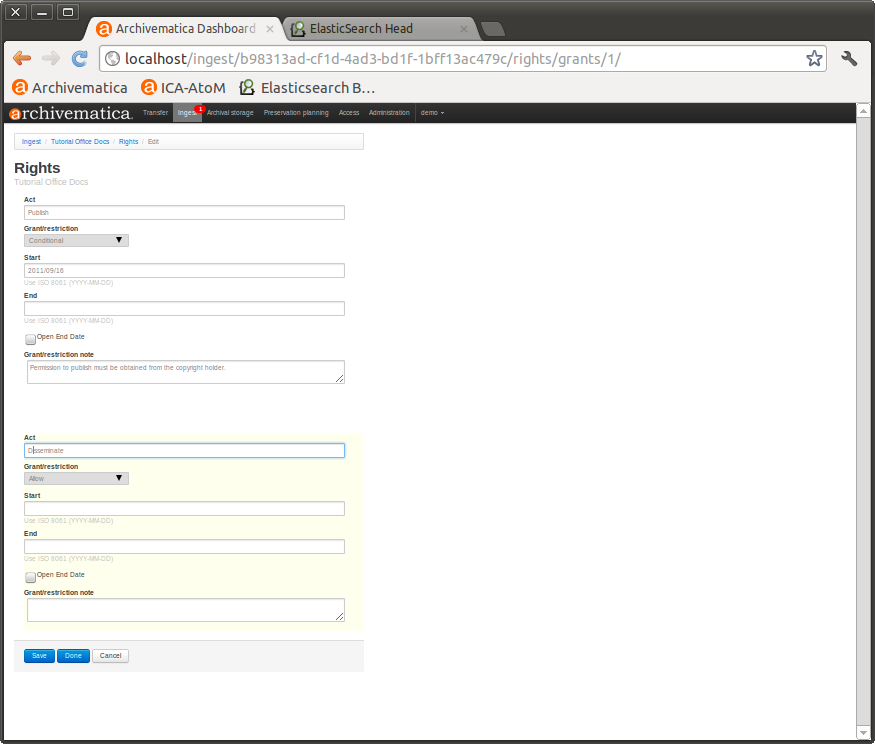 Archivematica Dashboard
ElasticSearch Head
localhost/ingest/b98313ad-cf1d-4ad3-bd1f-1bff13ac479c/rights/grants/1/
Archivematica
ICA-AtoM
Elasticsearch B...
archivematica.
Transfer
Ingest
1
Archival storage
Preservation planning
Access
Administration
demo
Ingest / Tutorial Office Docs / Rights / Edit
Rights
Tutorial Office Docs
Act
Publish
Grant/restriction
Conditional
Start
2011/09/16
Use ISO 8061 (YYYY-MM-DD)
End
Use ISO 8061 (YYYY-MM-DD)
Open End Date
Grant/restriction note
Permission to publish must be obtained from the copyright holder.
Act
Disseminate
Grant/restriction
Allow
Start
Use ISO 8061 (YYYY-MM-DD)
End
Use ISO 8061 (YYYY-MM-DD)
Open End Date
Grant/restriction note
Save
Done
Cancel